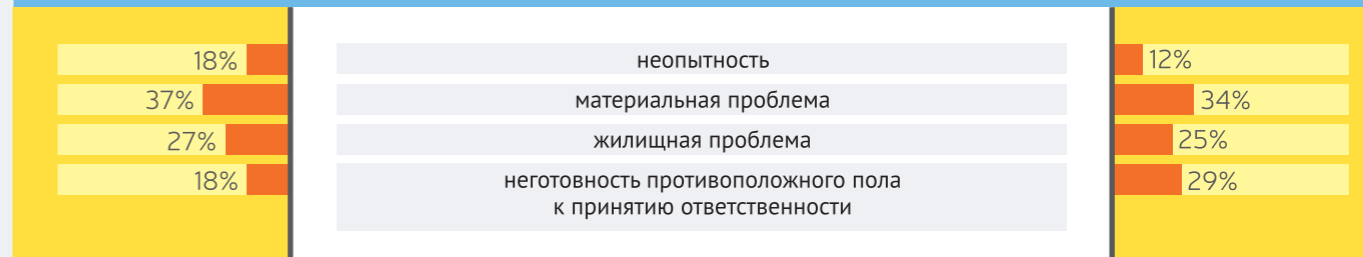 18% неопытность 12%
37% материальная проблема 34%
27% жилищная проблема 25%
18% неготовность противоположного пола 29%
к принятию ответственности